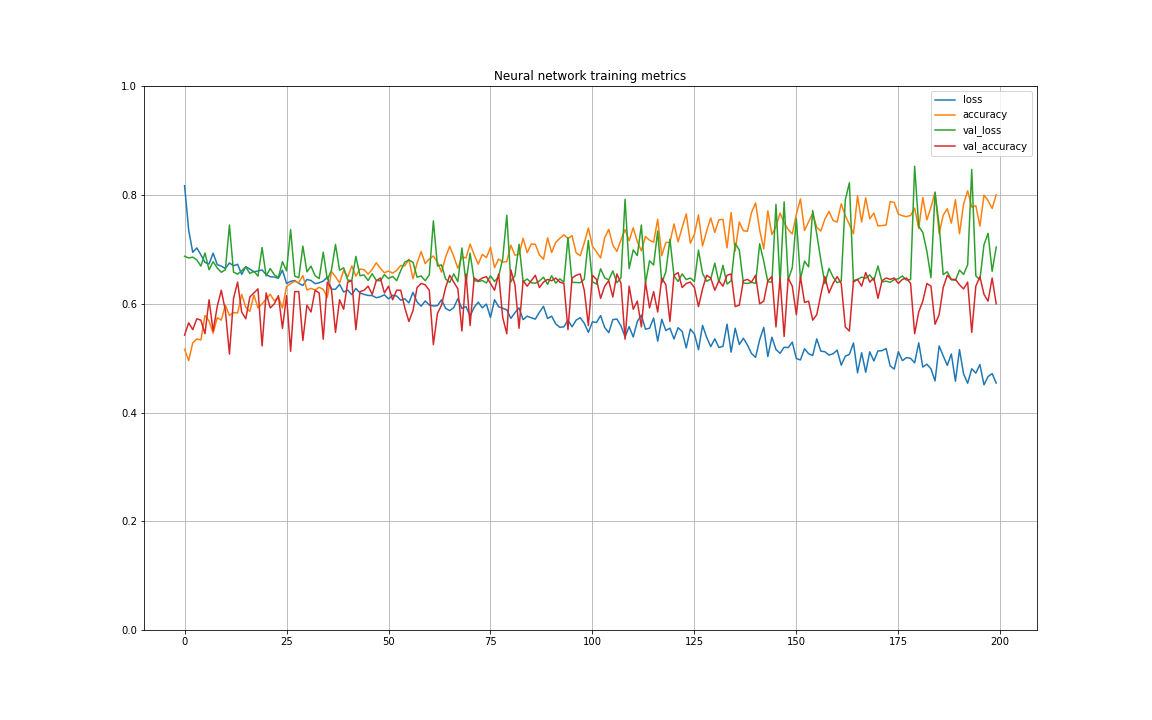 Neural network training metrics
1.0
0.8
0.6
0.4
0.2
0.0
loss
accuracy
val_loss
val_accuracy
0 25 50 75 100 125 150 175 200